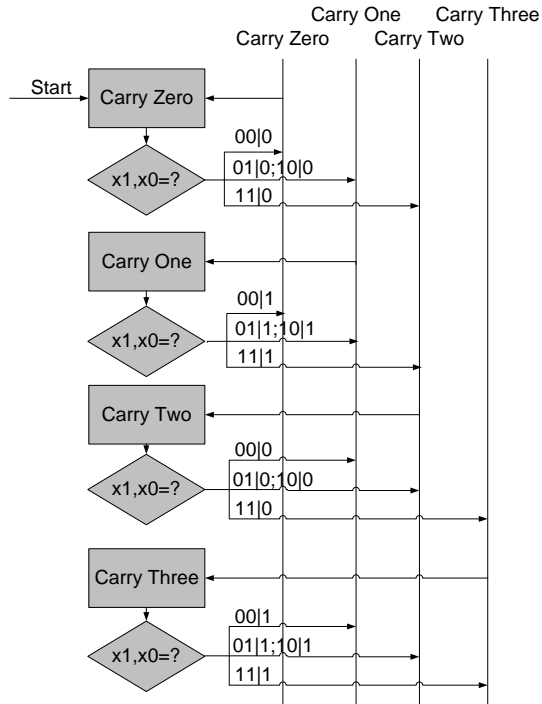 Carry One Carry Three
Carry Zero Carry Two
Start
Carry Zero
00|0
01|0;10|0
x1,x0=?
11|0
Carry One
00|1
01|1;10|1
x1,x0=?
11|1
Carry Two
00|0
01|0;10|0
x1,x0=?
11|0
Carry Three
00|1
01|1;10|1
x1,x0=?
11|1